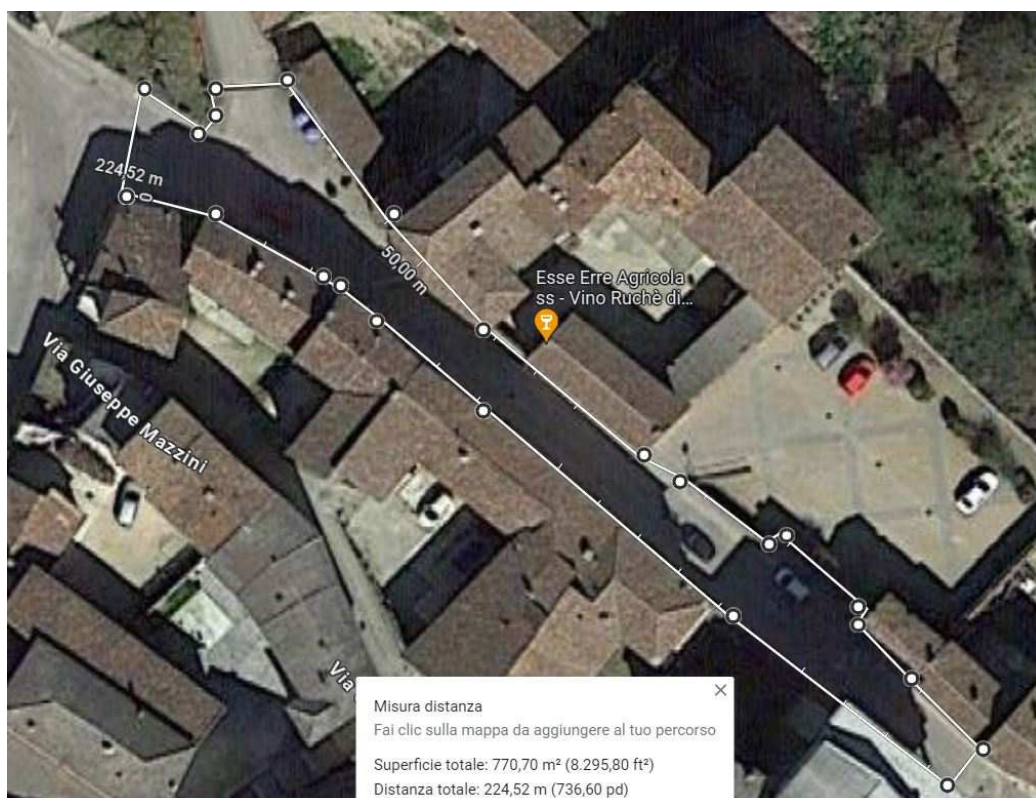 224,52 m
0
50,00 m
Esse Erre Agricola
ss - Vino Ruchè di...
Via Giuseppe Mazzini
Via
Misura distanza
Fai clic sulla mappa da aggiungere al tuo percorso
Superficie totale: 770,70 m² (8.295,80 ft²)
Distanza totale: 224,52 m (736,60 pd)